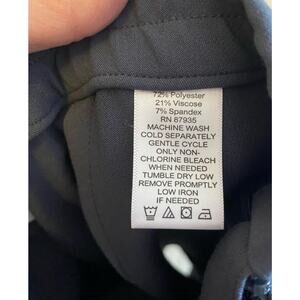 72% Polyester
21% Viscose
7% Spandex
RN 87935
MACHINE WASH
COLD SEPARATELY
GENTLE CYCLE
ONLY NON-
CHLORINE BLEACH
WHEN NEEDED
TUMBLE DRY LOW
REMOVE PROMPTLY
LOW IRON
IF NEEDED